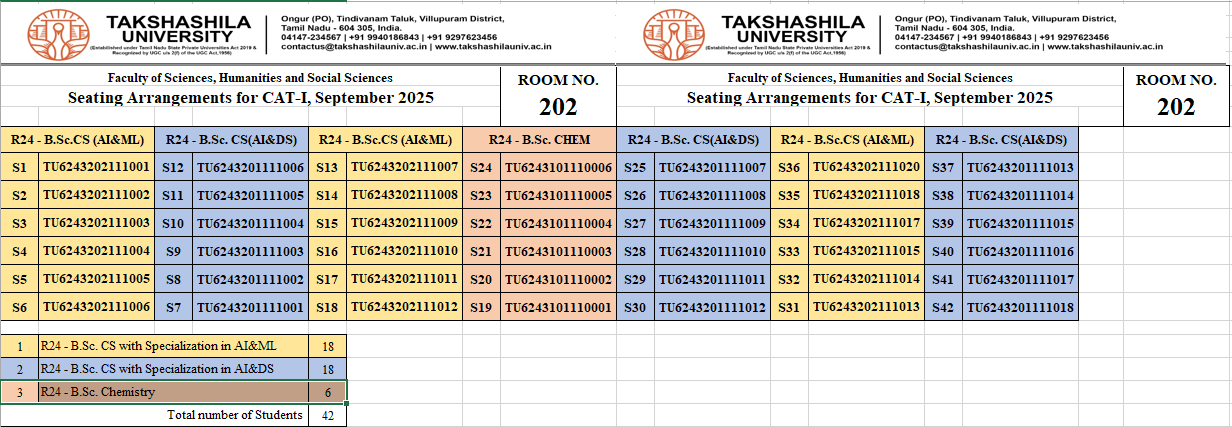 TAKSHASHILA
UNIVERSITY
(Established under Tamil Nadu State Private Universities Act 2019 &
Recognized by UGC u/s 2(f) of the UGC Act,1956)
Ongur (PO), Tindivanam Taluk, Villupuram District,
Tamil Nadu - 604 305, India.
04147-234567 | +91 9940186843 | +91 9297623456
contactus@takshashilauniv.ac.in | www.takshashilauniv.ac.in
TAKSHASHILA
UNIVERSITY
(Established under Tamil Nadu State Private Universities Act 2019 &
Recognized by UGC u/s 2(f) of the UGC Act,1956)
Ongur (PO), Tindivanam Taluk, Villupuram District,
Tamil Nadu - 604 305, India.
04147-234567 | +91 9940186843 | +91 9297623456
contactus@takshashilauniv.ac.in | www.takshashilauniv.ac.in
Faculty of Sciences, Humanities and Social Sciences
Seating Arrangements for CAT-I, September 2025
ROOM NO.
202
Faculty of Sciences, Humanities and Social Sciences
Seating Arrangements for CAT-I, September 2025
ROOM NO.
202
R24 - B.Sc.CS (AI&ML) R24 - B.Sc. CS(AI&DS) R24 - B.Sc.CS (AI&ML) R24 - B.Sc. CHEM R24 - B.Sc. CS(AI&DS) R24 - B.Sc.CS (AI&ML) R24 - B.Sc. CS(AI&DS)
S1 TU6243202111001 S12 TU6243201111006 S13 TU6243202111007 S24 TU6243101110006 S25 TU6243201111007 S36 TU6243202111020 S37 TU6243201111013
S2 TU6243202111002 S11 TU6243201111005 S14 TU6243202111008 S23 TU6243101110005 S26 TU6243201111008 S35 TU6243202111018 S38 TU6243201111014
S3 TU6243202111003 S10 TU6243201111004 S15 TU6243202111009 S22 TU6243101110004 S27 TU6243201111009 S34 TU6243202111017 S39 TU6243201111015
S4 TU6243202111004 S9 TU6243201111003 S16 TU6243202111010 S21 TU6243101110003 S28 TU6243201111010 S33 TU6243202111015 S40 TU6243201111016
S5 TU6243202111005 S8 TU6243201111002 S17 TU6243202111011 S20 TU6243101110002 S29 TU6243201111011 S32 TU6243202111014 S41 TU6243201111017
S6 TU6243202111006 S7 TU6243201111001 S18 TU6243202111012 S19 TU6243101110001 S30 TU6243201111012 S31 TU6243202111013 S42 TU6243201111018
1 R24 - B.Sc. CS with Specialization in AI&ML 18
2 R24 - B.Sc. CS with Specialization in AI&DS 18
3 R24 - B.Sc. Chemistry 6
Total number of Students 42